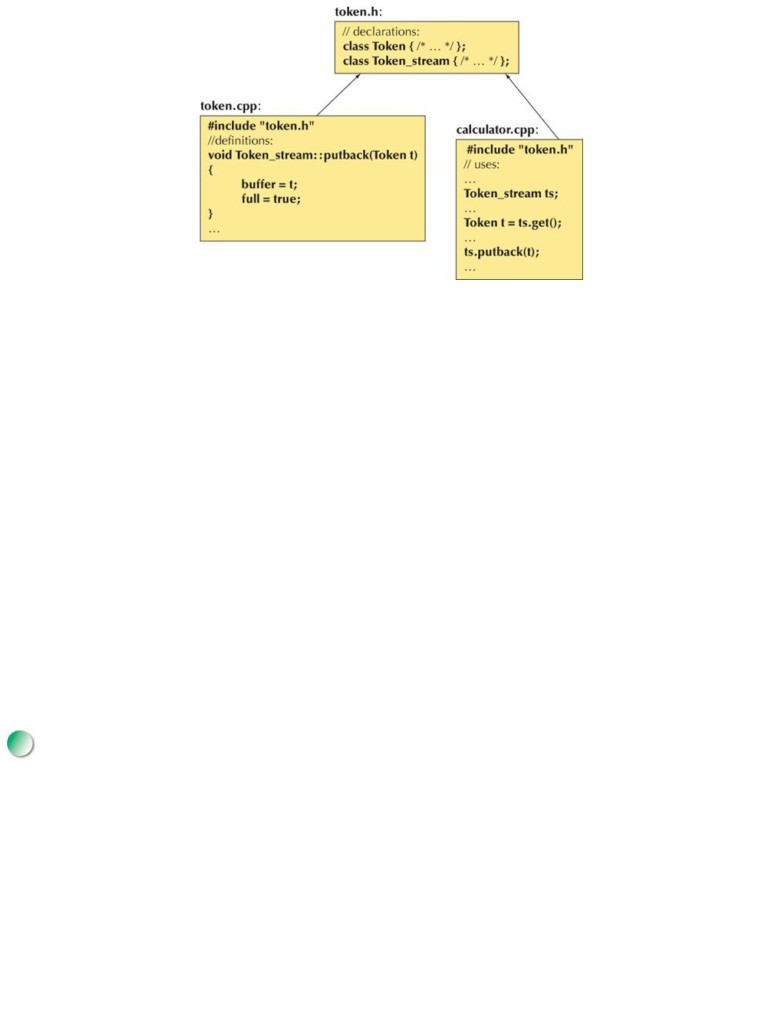 token.h:
// declarations:
class Token { /* … */ };
class Token_stream { /* … */ };
token.cpp:
#include "token.h"
//definitions:
void Token_stream::putback(Token t)
{
buffer = t;
full = true;
}
…
calculator.cpp:
#include "token.h"
// uses:
…
Token_stream ts;
…
Token t = ts.get();
…
ts.putback(t);
…